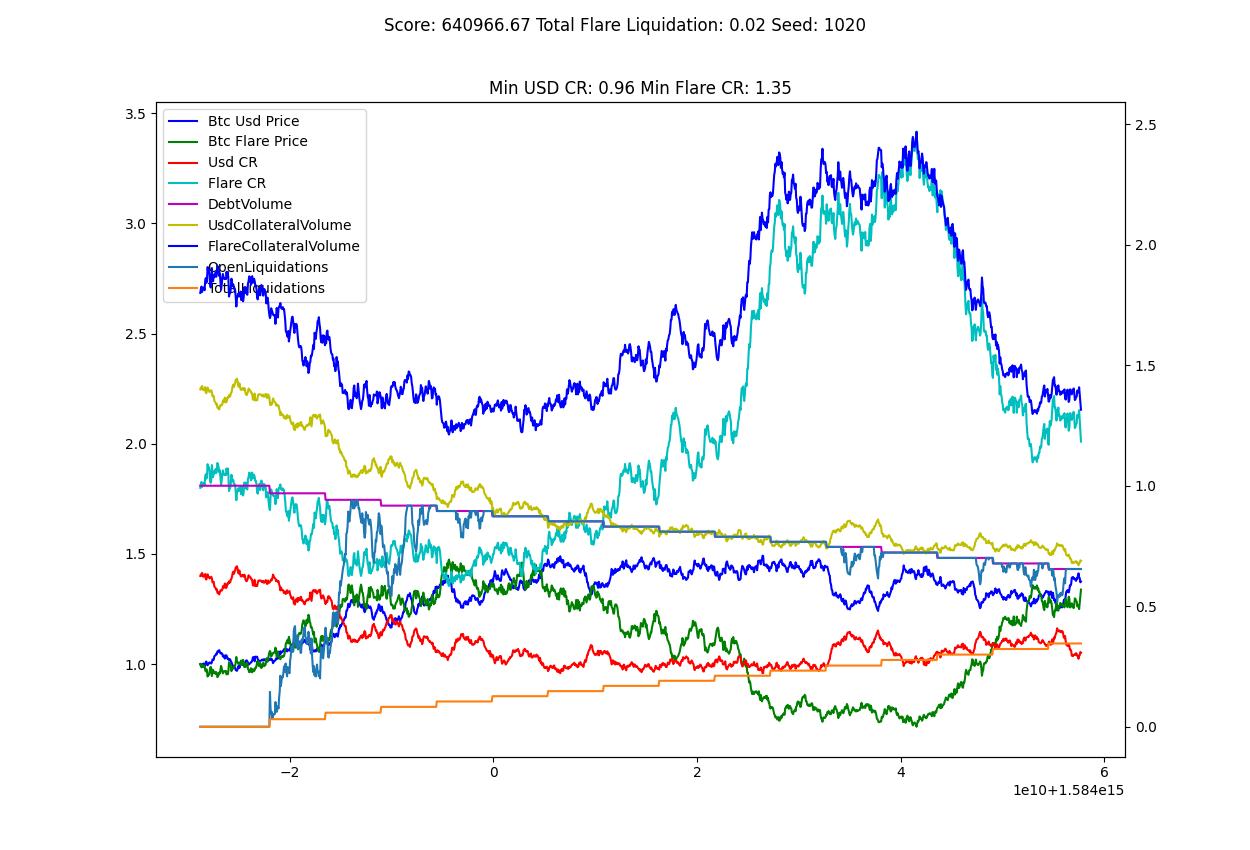 Score: 640966.67 Total Flare Liquidation: 0.02 Seed: 1020
Min USD CR: 0.96 Min Flare CR: 1.35
Btc Usd Price
Btc Flare Price
Usd CR
Flare CR
DebtVolume
UsdCollateralVolume
FlareCollateralVolume
OpenLiquidations
TotalLiquidations
3.5
3.0
2.5
2.0
1.5
1.0
2.5
2.0
1.5
1.0
0.5
0.0
−2
0
2
4
6
1e10+1.584e15